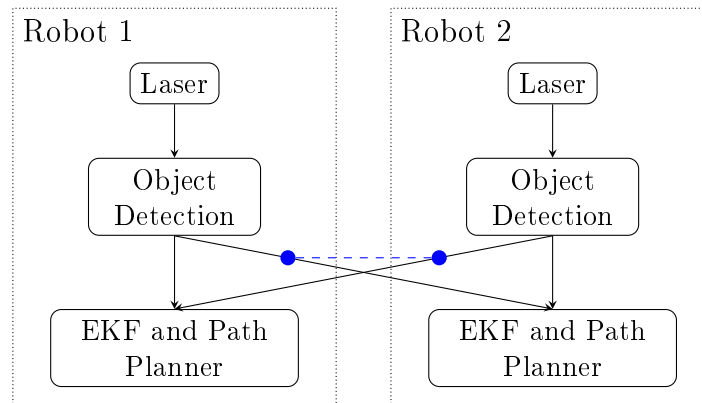 Robot 1
Laser
Object
Detection
EKF and Path
Planner
Robot 2
Laser
Object
Detection
EKF and Path
Planner